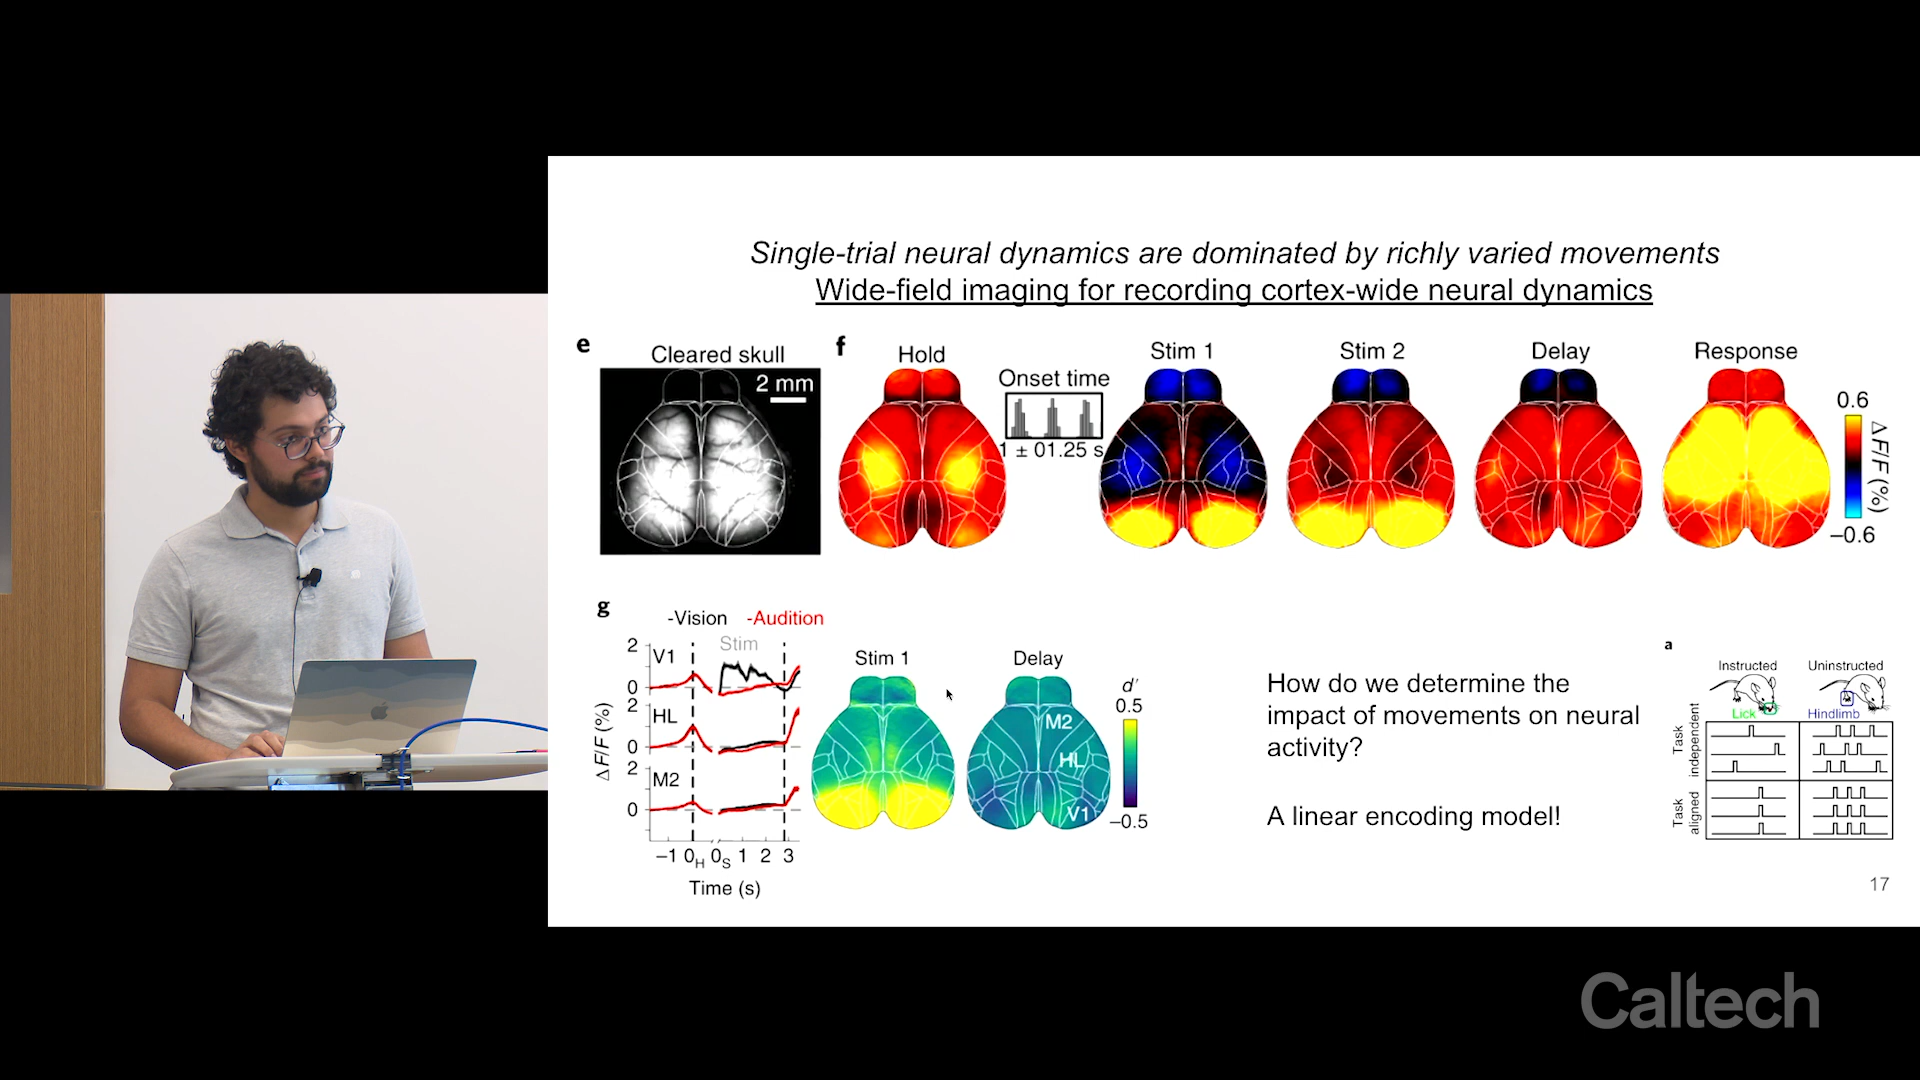 Single-trial neural dynamics are dominated by richly varied movements
Wide-field imaging for recording cortex-wide neural dynamics
e
Cleared skull
2 mm
f
Hold
Onset time
1 ± 01.25 s
Stim 1
Stim 2
Delay
Response
0.6
ΔF/F (%)
−0.6
g
-Vision -Audition
Stim
2
V1
0
2
HL
0
2
M2
0
ΔF/F (%)
−1 0H 0S 1 2 3
Time (s)
Stim 1
Delay
M2
HL
V1
d'
0.5
−0.5
How do we determine the
impact of movements on neural
activity?
A linear encoding model!
a
Instructed
Uninstructed
Lick
Hindlimb
Task
independent
Task
aligned
17
Caltech